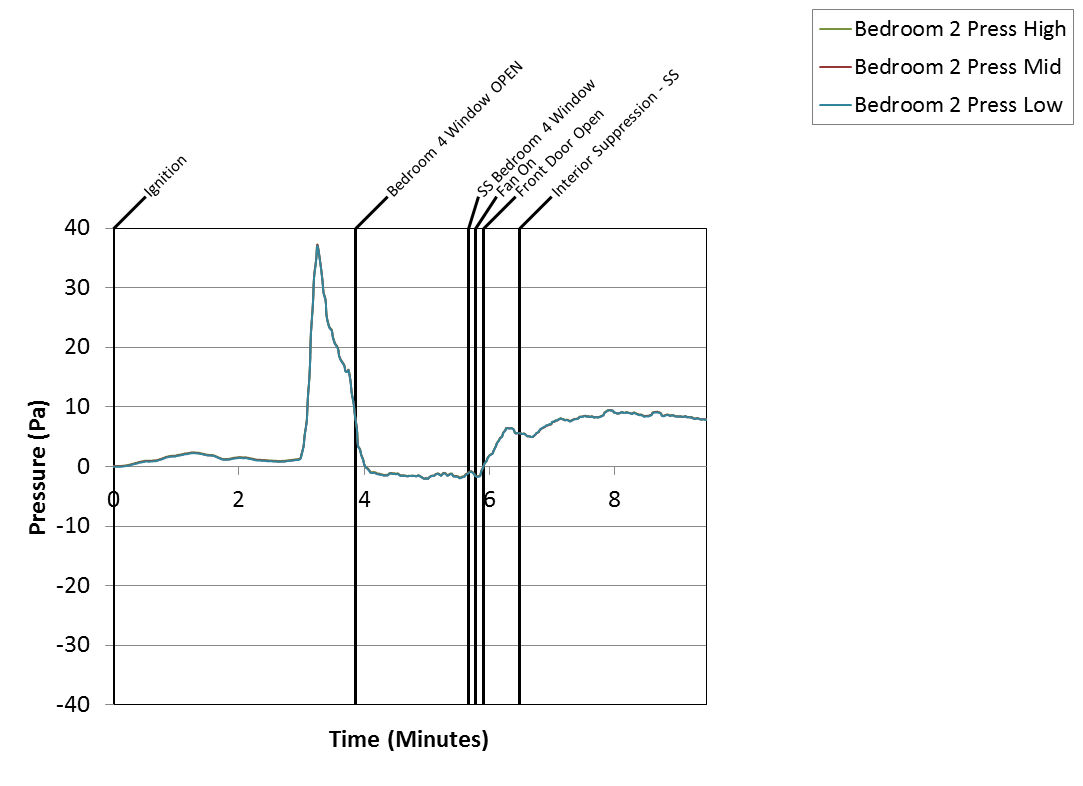 Bedroom 2 Press High
Bedroom 2 Press Mid
Bedroom 2 Press Low
Ignition
Bedroom 4 Window OPEN
SS Bedroom 4 Window
Fan On
Front Door Open
Interior Suppression - SS
40
30
20
10
0
-10
-20
-30
-40
0 2 4 6 8
Pressure (Pa)
Time (Minutes)